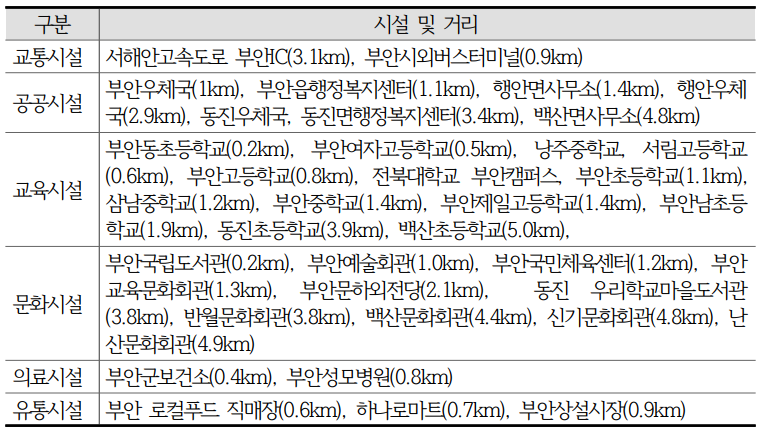 구분 시설 및 거리
교통시설 서해안고속도로 부안IC(3.1km), 부안시외버스터미널(0.9km)
공공시설 부안우체국(1km), 부안읍행정복지센터(1.1km), 행안면사무소(1.4km), 행안우체
국(2.9km), 동진우체국, 동진면행정복지센터(3.4km), 백산면사무소(4.8km)
교육시설 부안동초등학교(0.2km), 부안여자고등학교(0.5km), 낭주중학교, 서림고등학교
(0.6km), 부안고등학교(0.8km), 전북대학교 부안캠퍼스, 부안초등학교(1.1km),
삼남중학교(1.2km), 부안중학교(1.4km), 부안제일고등학교(1.4km), 부안남초등
학교(1.9km), 동진초등학교(3.9km), 백산초등학교(5.0km),
문화시설 부안국립도서관(0.2km), 부안예술회관(1.0km), 부안국민체육센터(1.2km), 부안
교육문화회관(1.3km), 부안문하외전당(2.1km), 동진 우리학교마을도서관
(3.8km), 반월문화회관(3.8km), 백산문화회관(4.4km), 신기문화회관(4.8km), 난
산문화회관(4.9km)
의료시설 부안군보건소(0.4km), 부안성모병원(0.8km)
유통시설 부안 로컬푸드 직매장(0.6km), 하나로마트(0.7km), 부안상설시장(0.9km)